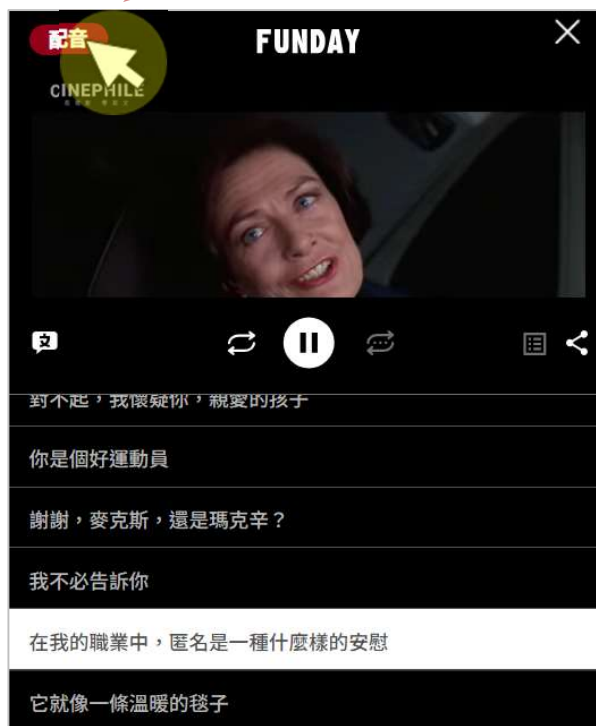 配音
FUNDAY
CINEPHILE
對不起，我懷疑你，親愛的孩子
你是個好運動員
謝謝，麥克斯，還是瑪克辛？
我不必告訴你
在我的職業中，匿名是一種什麼樣的安慰
它就像一條溫暖的毯子